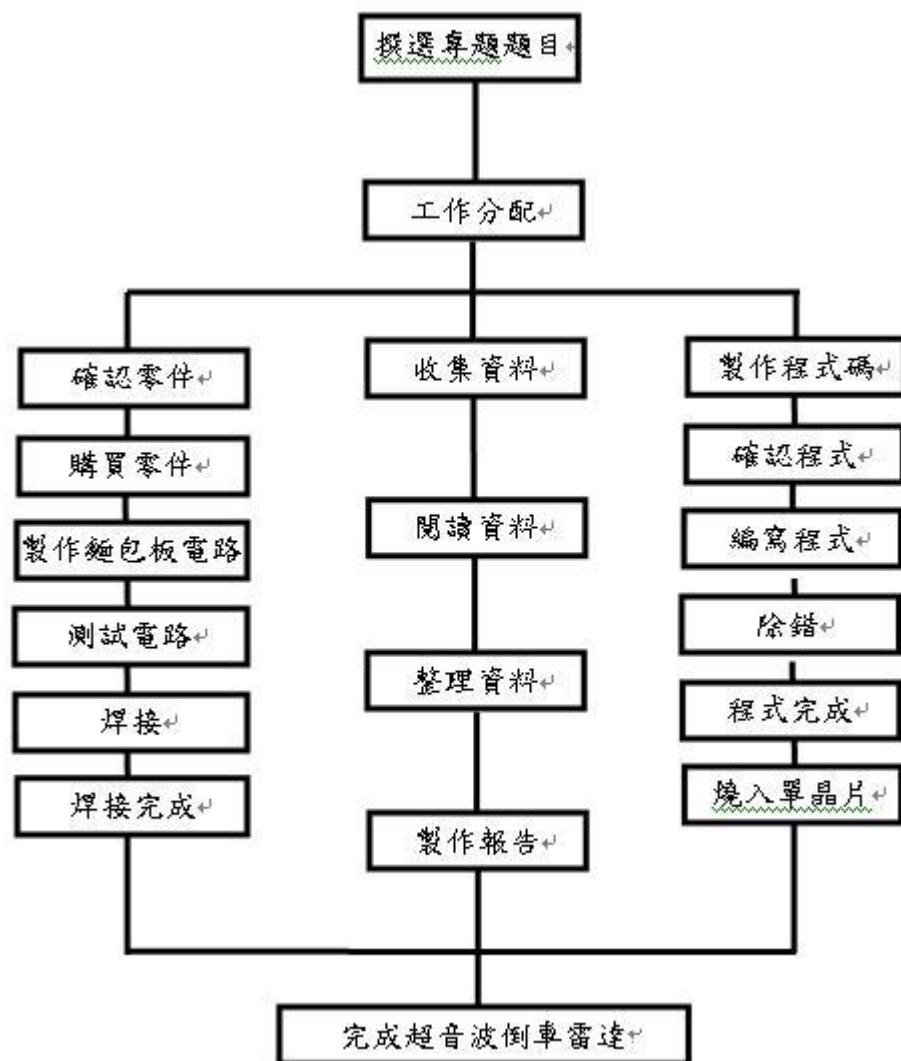 撰選專題題目
工作分配
確認零件
購買零件
製作麵包板電路
測試電路
焊接
焊接完成
收集資料
閱讀資料
整理資料
製作報告
製作程式碼
確認程式
編寫程式
除錯
程式完成
燒入單晶片
完成超音波倒車雷達